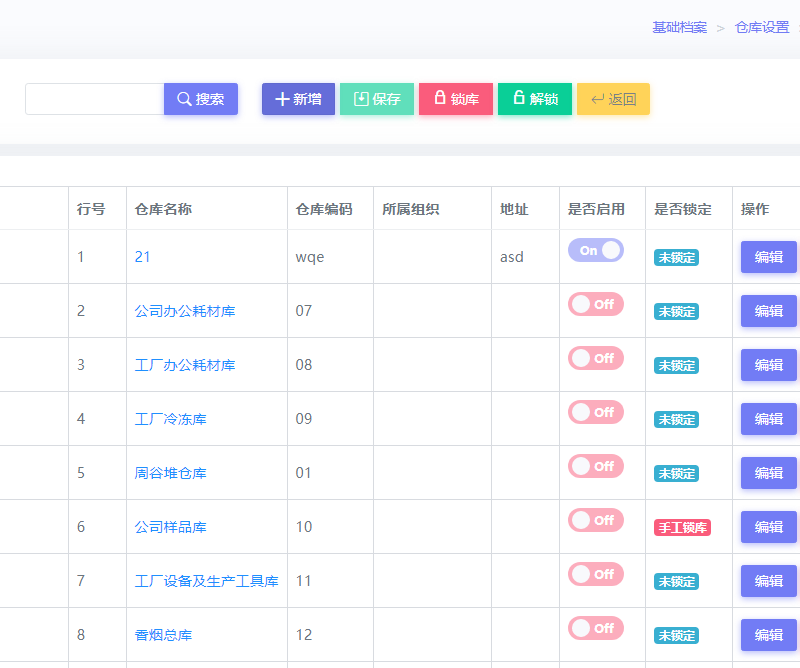 基础档案 > 仓库设置
搜索 新增 保存 锁库 解锁 返回
行号 仓库名称 仓库编码 所属组织 地址 是否启用 是否锁定 操作
1 21 wqe asd On 未锁定 编辑
2 公司办公耗材库 07 Off 未锁定 编辑
3 工厂办公耗材库 08 Off 未锁定 编辑
4 工厂冷冻库 09 Off 未锁定 编辑
5 周谷堆仓库 01 Off 未锁定 编辑
6 公司样品库 10 Off 手工锁库 编辑
7 工厂设备及生产工具库 11 Off 未锁定 编辑
8 香烟总库 12 Off 未锁定 编辑